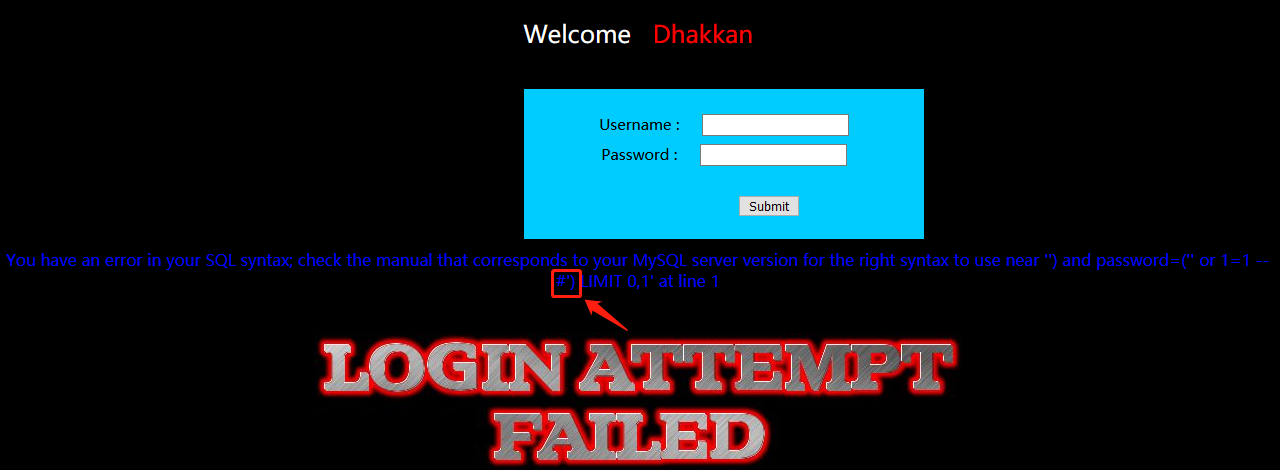 Welcome Dhakkan
Username :
Password :
Submit
You have an error in your SQL syntax; check the manual that corresponds to your MySQL server version for the right syntax to use near '') and password=('' or 1=1 --
#') LIMIT 0,1' at line 1
LOGIN ATTEMPT
FAILED